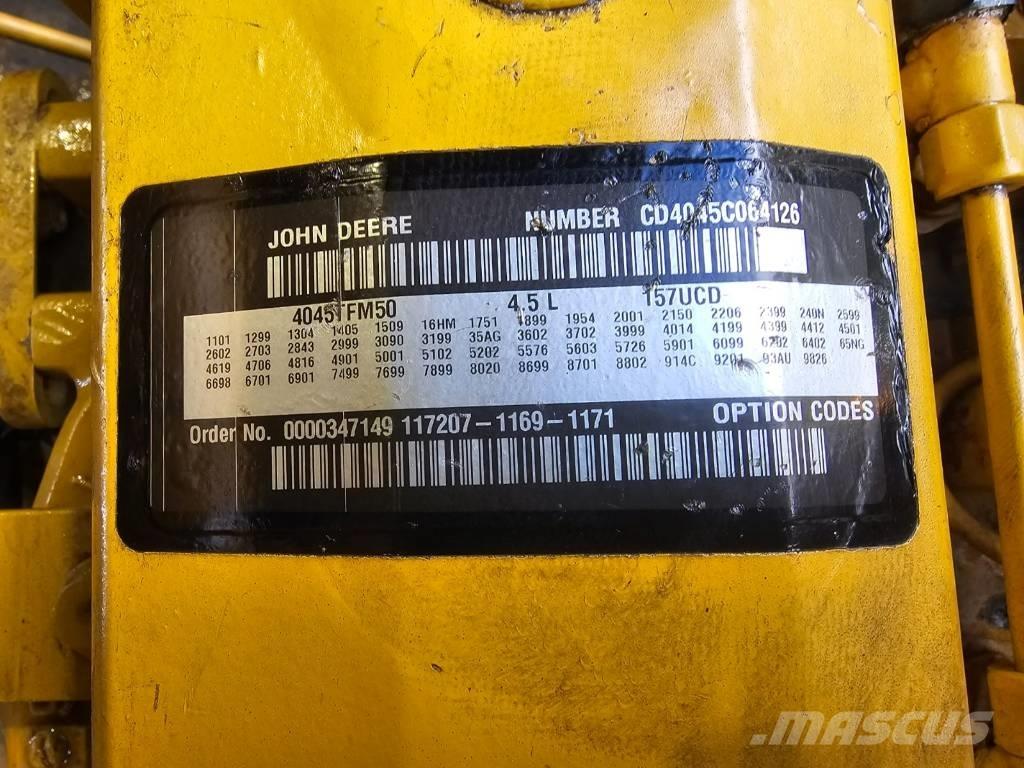 JOHN DEERE NUMBER CD4045C064126
4045TFM50 4.5 L 157UCD
1101 1299 1304 1405 1509 16HM 1751 1899 1954 2001 2150 2206 2399 240N 2599
2602 2703 2843 2999 3090 3199 35AG 3602 3702 3999 4014 4199 4399 4412 4501
4619 4706 4816 4901 5001 5102 5202 5576 5603 5726 5901 6099 6202 6402 65NG
6698 6701 6901 7499 7699 7899 8020 8699 8701 8802 914C 9201 93AU 9826
Order No. 0000347149 117207-1169-1171 OPTION CODES
MASCUS